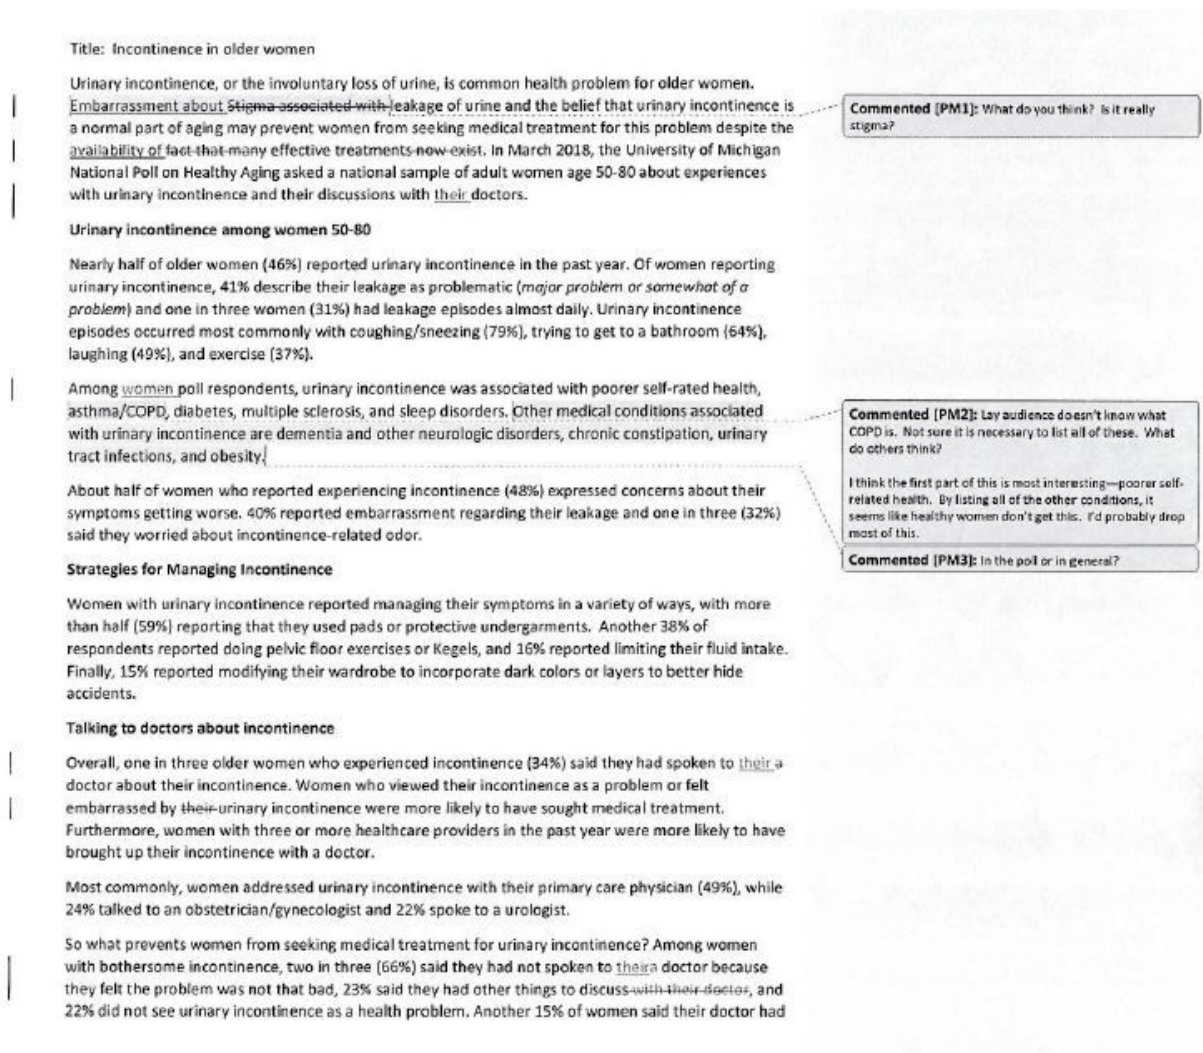 Title: Incontinence in older women
Urinary incontinence, or the involuntary loss of urine, is common health problem for older women.
Embarrassment about Stigma associated with leakage of urine and the belief that urinary incontinence is
a normal part of aging may prevent women from seeking medical treatment for this problem despite the
availability of fact that many effective treatments now exist. In March 2018, the University of Michigan
National Poll on Healthy Aging asked a national sample of adult women age 50-80 about experiences
with urinary incontinence and their discussions with their doctors.
Commented [PM1]: What do you think? Is it really
stigma?
Urinary incontinence among women 50-80
Nearly half of older women (46%) reported urinary incontinence in the past year. Of women reporting
urinary incontinence, 41% describe their leakage as problematic (major problem or somewhat of a
problem) and one in three women (31%) had leakage episodes almost daily. Urinary incontinence
episodes occurred most commonly with coughing/sneezing (79%), trying to get to a bathroom (64%),
laughing (49%), and exercise (37%).
Among women poll respondents, urinary incontinence was associated with poorer self-rated health,
asthma/COPD, diabetes, multiple sclerosis, and sleep disorders. Other medical conditions associated
with urinary incontinence are dementia and other neurologic disorders, chronic constipation, urinary
tract infections, and obesity.
Commented [PM2]: Lay audience doesn't know what
COPD is. Not sure it is necessary to list all of these. What
do others think?
I think the first part of this is most interesting—poorer self-
related health. By listing all of the other conditions, it
seems like healthy women don't get this. I'd probably drop
most of this.
Commented [PM3]: In the poll or in general?
About half of women who reported experiencing incontinence (48%) expressed concerns about their
symptoms getting worse. 40% reported embarrassment regarding their leakage and one in three (32%)
said they worried about incontinence-related odor.
Strategies for Managing Incontinence
Women with urinary incontinence reported managing their symptoms in a variety of ways, with more
than half (59%) reporting that they used pads or protective undergarments. Another 38% of
respondents reported doing pelvic floor exercises or Kegels, and 16% reported limiting their fluid intake.
Finally, 15% reported modifying their wardrobe to incorporate dark colors or layers to better hide
accidents.
Talking to doctors about incontinence
Overall, one in three older women who experienced incontinence (34%) said they had spoken to their a
doctor about their incontinence. Women who viewed their incontinence as a problem or felt
embarrassed by their urinary incontinence were more likely to have sought medical treatment.
Furthermore, women with three or more healthcare providers in the past year were more likely to have
brought up their incontinence with a doctor.
Most commonly, women addressed urinary incontinence with their primary care physician (49%), while
24% talked to an obstetrician/gynecologist and 22% spoke to a urologist.
So what prevents women from seeking medical treatment for urinary incontinence? Among women
with bothersome incontinence, two in three (66%) said they had not spoken to theira doctor because
they felt the problem was not that bad, 23% said they had other things to discuss with their doctor, and
22% did not see urinary incontinence as a health problem. Another 15% of women said their doctor had